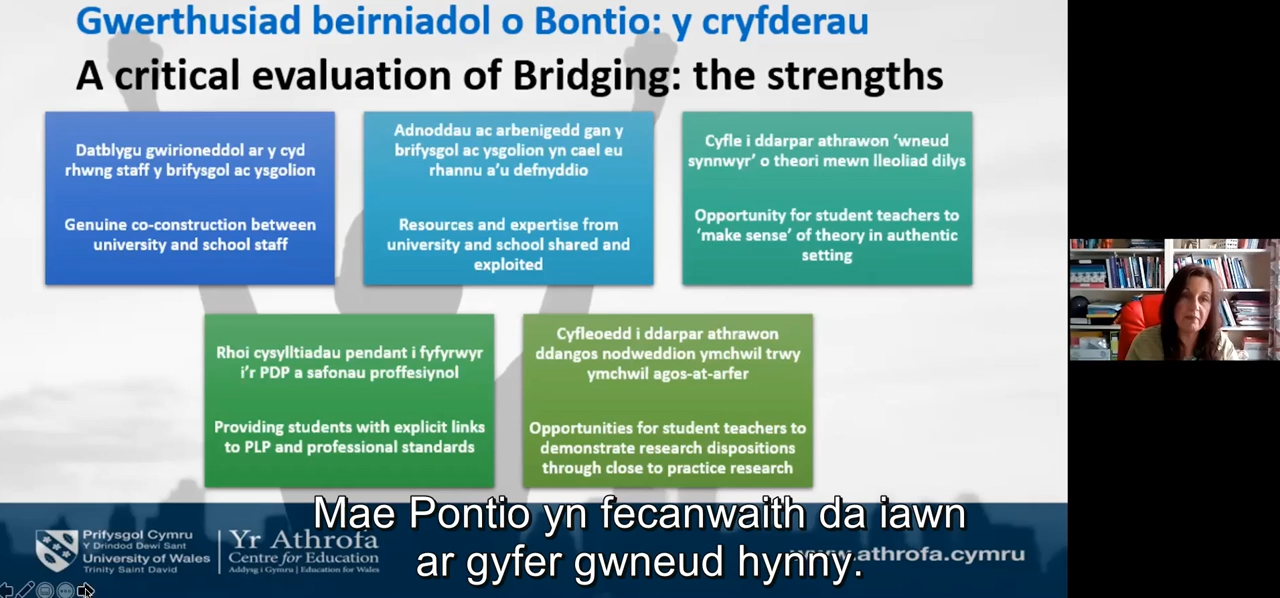 Gwerthusiad beirniadol o Bontio: y cryfderau
A critical evaluation of Bridging: the strengths
Datblygu gwirioneddol ar y cyd
rhwng staff y brifysgol ac ysgolion
Genuine co-construction between
university and school staff
Adnoddau ac arbenigedd gan y
brifysgol ac ysgolion yn cael eu
rhannu a'u defnyddio
Resources and expertise from
university and school shared and
exploited
Cyfle i ddarpar athrawon 'wneud
synnwyr' o theori mewn lleoliad dilys
Opportunity for student teachers to
'make sense' of theory in authentic
setting
Rhoi cysylltiadau pendant i fyfyrwyr
i'r PDP a safonau proffesiynol
Providing students with explicit links
to PLP and professional standards
Cyfleoedd i ddarpar athrawon
ddangos nodweddion ymchwil trwy
ymchwil agos-at-arfer
Opportunities for student teachers to
demonstrate research dispositions
through close to practice research
Mae Pontio yn fecanwaith da iawn
ar gyfer gwneud hynny.
Prifysgol Cymru
Y Drindod Dewi Sant
University of Wales
Trinity Saint David
Yr Athrofa
Centre for Education
Addysg i Gymru | Education for Wales
www.athrofa.cymru